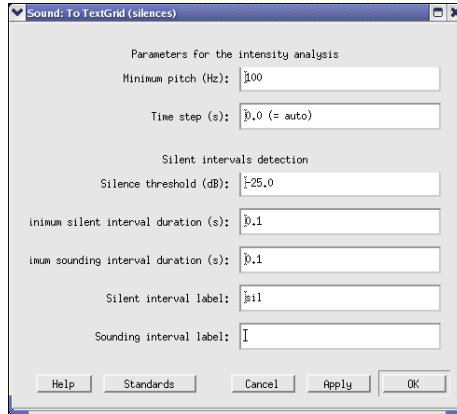 Sound: To TextGrid (silences)
Parameters for the intensity analysis
Minimum pitch (Hz): 100
Time step (s): 0.0 (= auto)
Silent intervals detection
Silence threshold (dB): -25.0
inimum silent interval duration (s): 0.1
imum sounding interval duration (s): 0.1
Silent interval label: sil
Sounding interval label:
Help Standards Cancel Apply OK